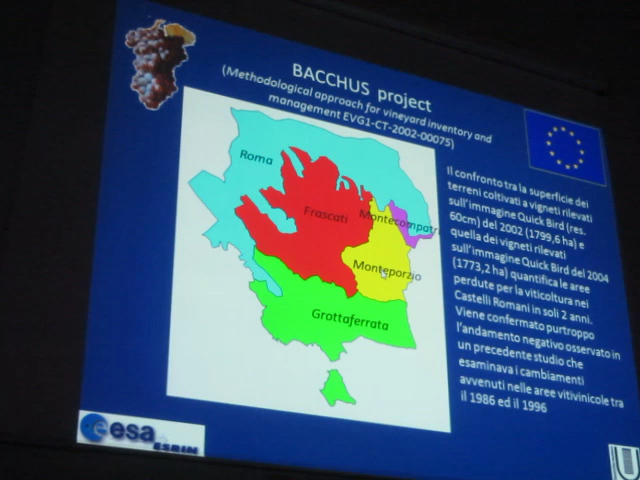 BACCHUS project
(Methodological approach for vineyard inventory and
management EVG1-CT-2002-00075)
Roma
Frascati
Montecompatri
Monteporzio
Grottaferrata
Il confronto tra la superficie dei
terreni coltivati a vigneti rilevati
sull'immagine Quick Bird (res.
60cm) del 2002 (1799,6 ha) e
quella dei vigneti rilevati
sull'immagine Quick Bird del 2004
(1773,2 ha) quantifica le aree
perdute per la viticoltura nei
Castelli Romani in soli 2 anni.
Viene confermato purtroppo
l'andamento negativo osservato in
un precedente studio che
esaminava i cambiamenti
avvenuti nelle aree vitivinicole tra
il 1986 ed il 1996
esa
ESRIN
U